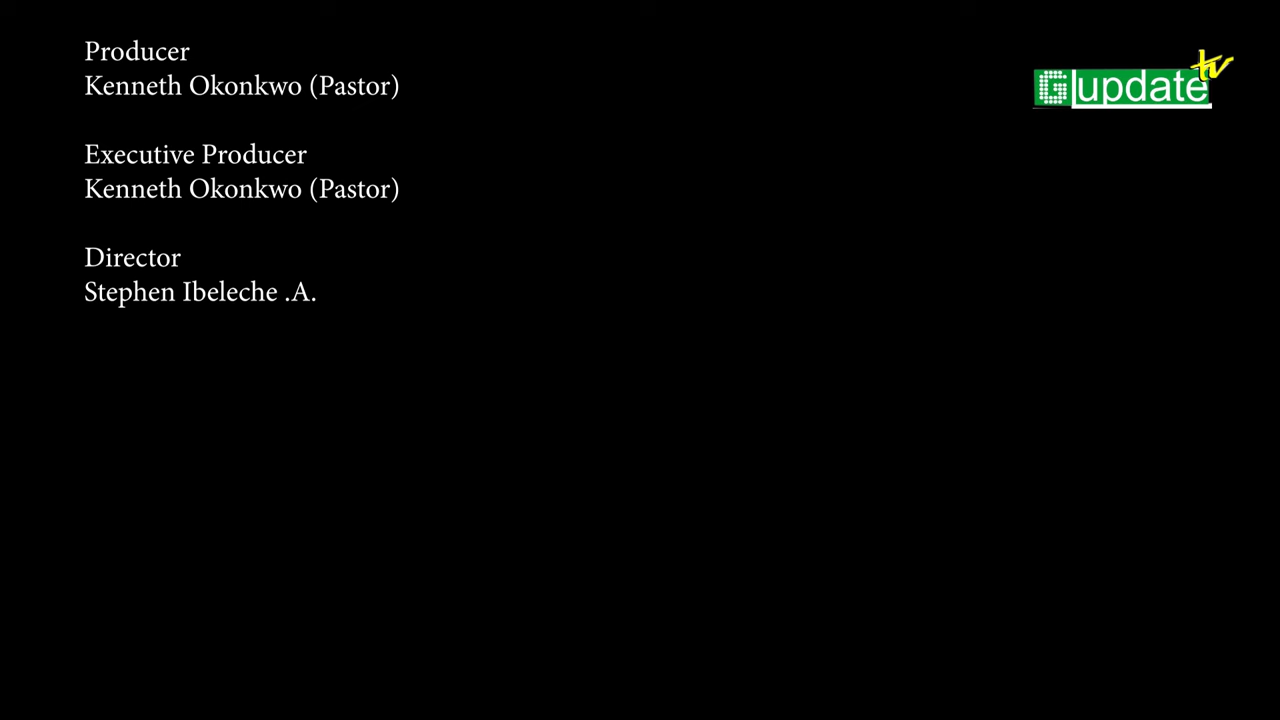 Producer
Kenneth Okonkwo (Pastor)
Executive Producer
Kenneth Okonkwo (Pastor)
Director
Stephen Ibeleche .A.
Gupdate tv